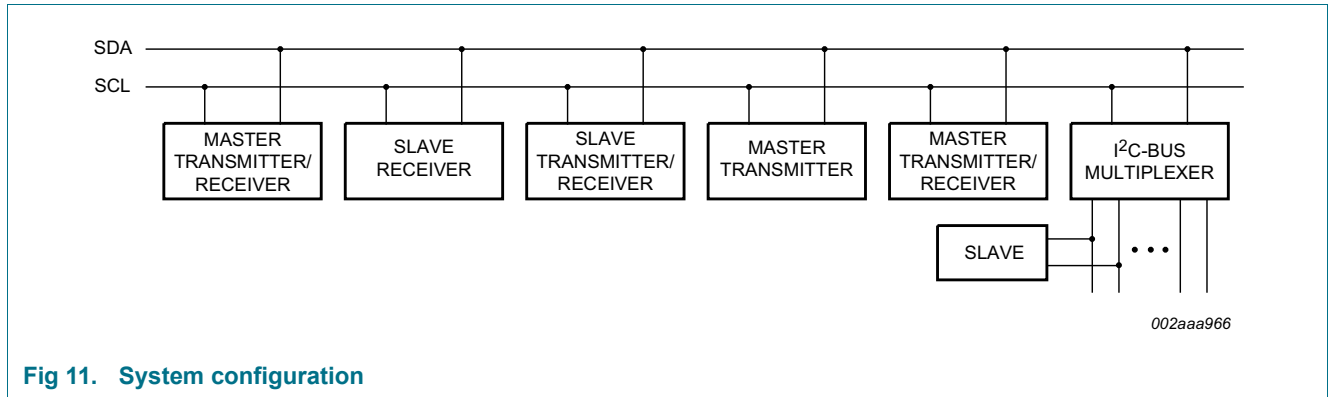 SDA
SCL
MASTER
TRANSMITTER/
RECEIVER
SLAVE
RECEIVER
SLAVE
TRANSMITTER/
RECEIVER
MASTER
TRANSMITTER
MASTER
TRANSMITTER/
RECEIVER
I²C-BUS
MULTIPLEXER
SLAVE
002aaa966
Fig 11. System configuration